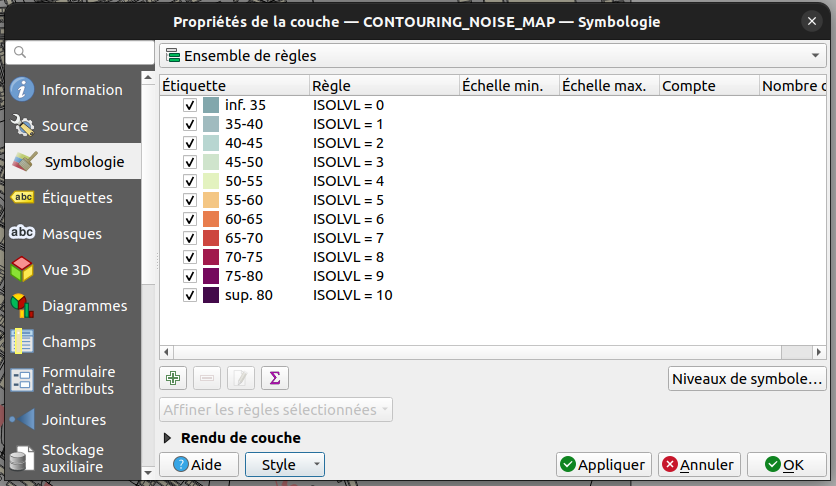 Propriétés de la couche — CONTOURING_NOISE_MAP — Symbologie
Information
Source
Symbologie
abc Étiquettes
abc Masques
Vue 3D
Diagrammes
Champs
Formulaire
d'attributs
Jointures
Stockage
auxiliaire
Ensemble de règles
Étiquette Règle Échelle min. Échelle max. Compte Nombre d
inf. 35 ISOLVL = 0
35-40 ISOLVL = 1
40-45 ISOLVL = 2
45-50 ISOLVL = 3
50-55 ISOLVL = 4
55-60 ISOLVL = 5
60-65 ISOLVL = 6
65-70 ISOLVL = 7
70-75 ISOLVL = 8
75-80 ISOLVL = 9
sup. 80 ISOLVL = 10
Niveaux de symbole…
Affiner les règles sélectionnées
Rendu de couche
Aide Style Appliquer Annuler OK